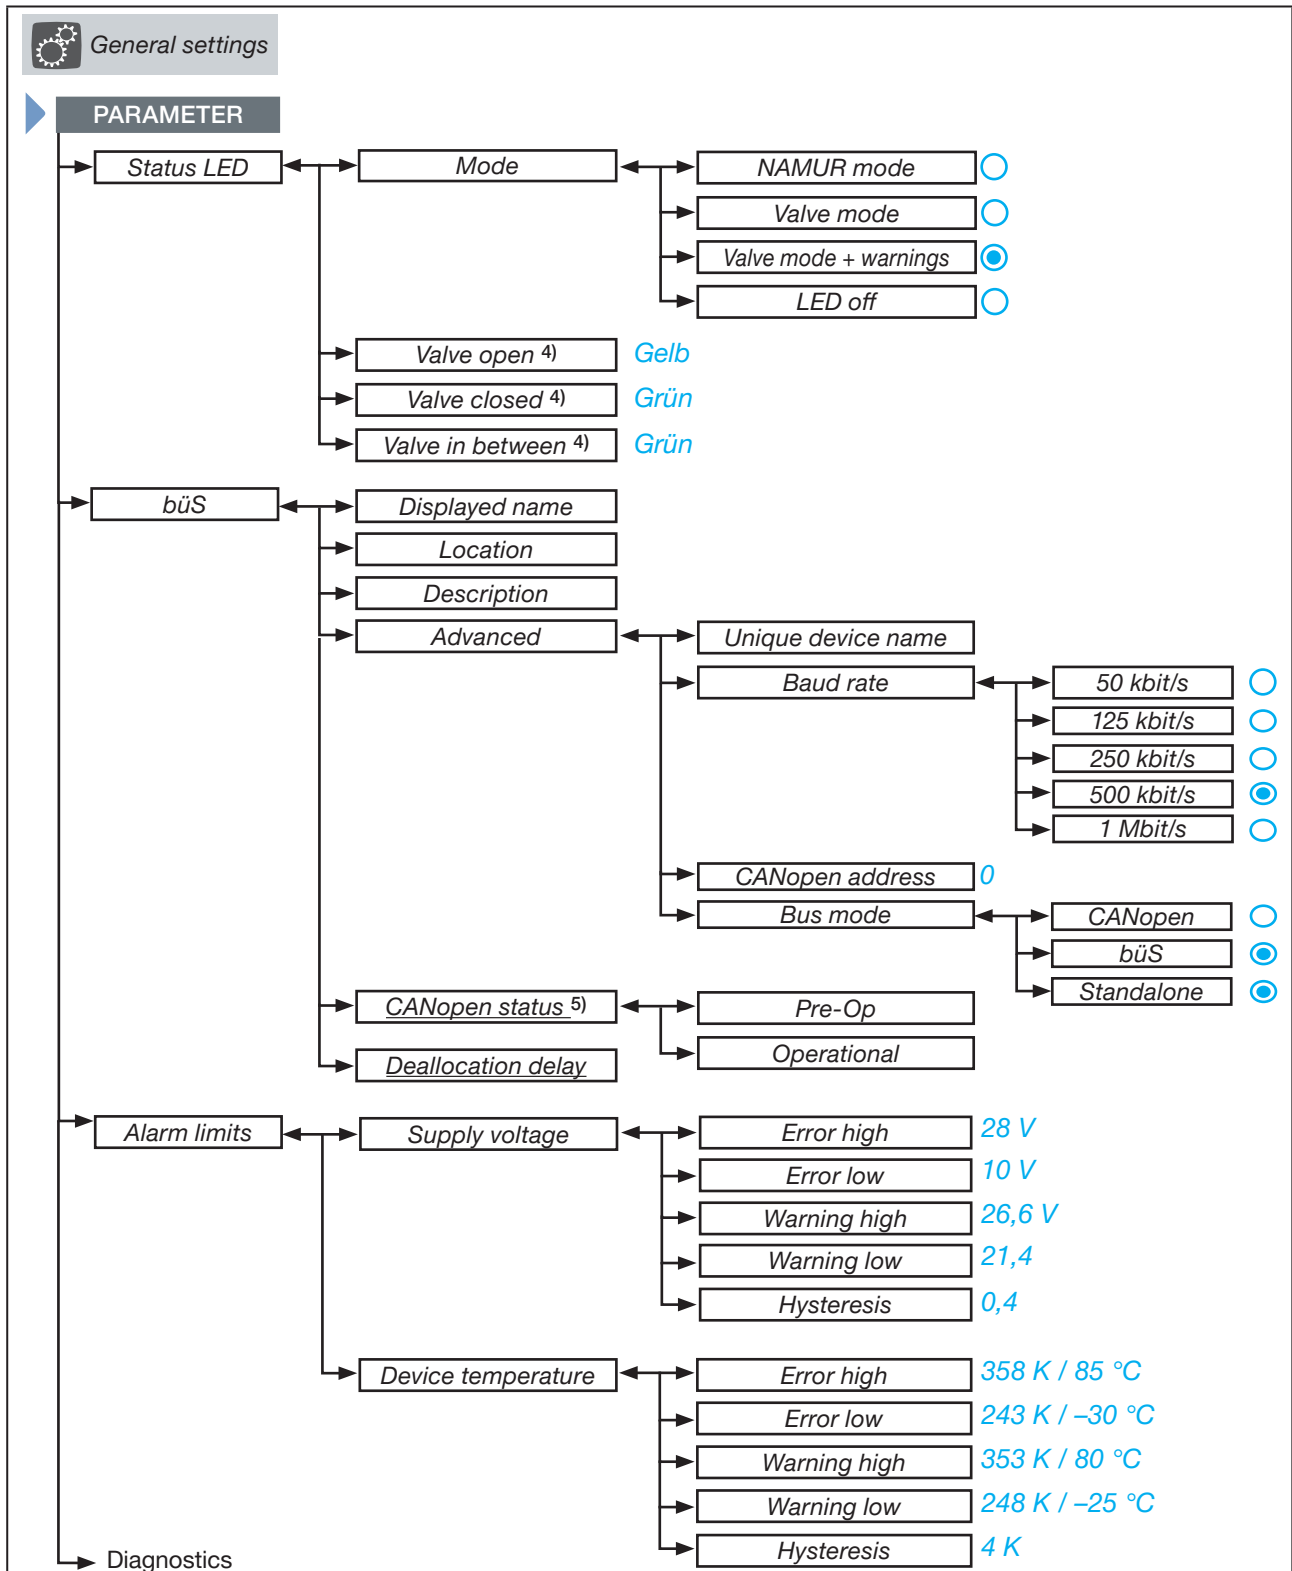 General settings
PARAMETER
Status LED
Mode
NAMUR mode
Valve mode
Valve mode + warnings
LED off
Valve open 4) Gelb
Valve closed 4) Grün
Valve in between 4) Grün
büS
Displayed name
Location
Description
Advanced
Unique device name
Baud rate
50 kbit/s
125 kbit/s
250 kbit/s
500 kbit/s
1 Mbit/s
CANopen address 0
Bus mode
CANopen
büS
Standalone
CANopen status 5)
Pre-Op
Operational
Deallocation delay
Alarm limits
Supply voltage
Error high 28 V
Error low 10 V
Warning high 26,6 V
Warning low 21,4
Hysteresis 0,4
Device temperature
Error high 358 K / 85 °C
Error low 243 K / –30 °C
Warning high 353 K / 80 °C
Warning low 248 K / –25 °C
Hysteresis 4 K
Diagnostics